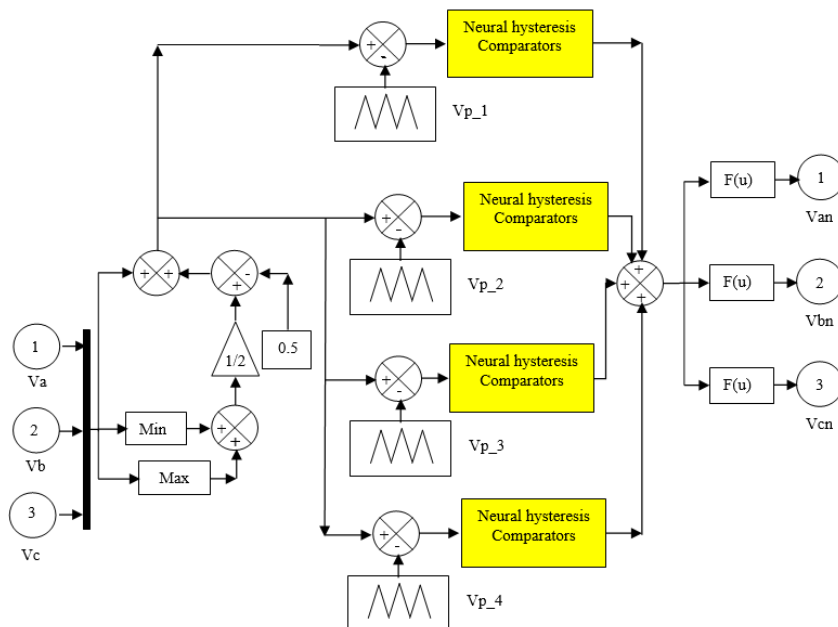 Neural hysteresis
Comparators
+
-
Vp_1
Neural hysteresis
Comparators
+
-
Vp_2
F(u)
1
Van
+ +
-
+
+
+
+
+
F(u)
2
Vbn
1
Va
1/2
0.5
Neural hysteresis
Comparators
+
-
Vp_3
F(u)
3
Vcn
2
Vb
Min
+
+
Max
3
Vc
Neural hysteresis
Comparators
+
-
Vp_4